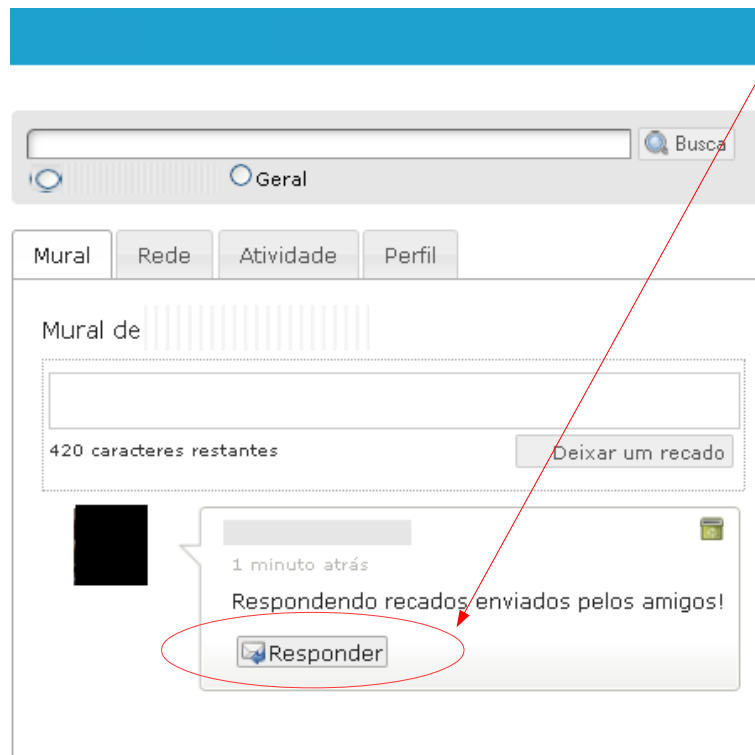 Busca
Geral
Mural Rede Atividade Perfil
Mural de
420 caracteres restantes
Deixar um recado
1 minuto atrás
Respondendo recados enviados pelos amigos!
Responder